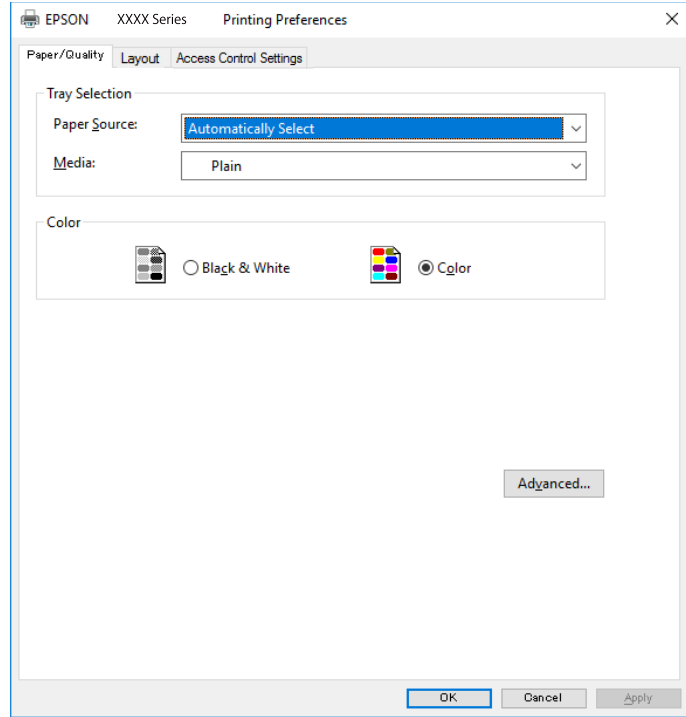 EPSON XXXX Series Printing Preferences
Paper/Quality Layout Access Control Settings
Tray Selection
Paper Source: Automatically Select
Media: Plain
Color
Black & White Color
Advanced...
OK Cancel Apply